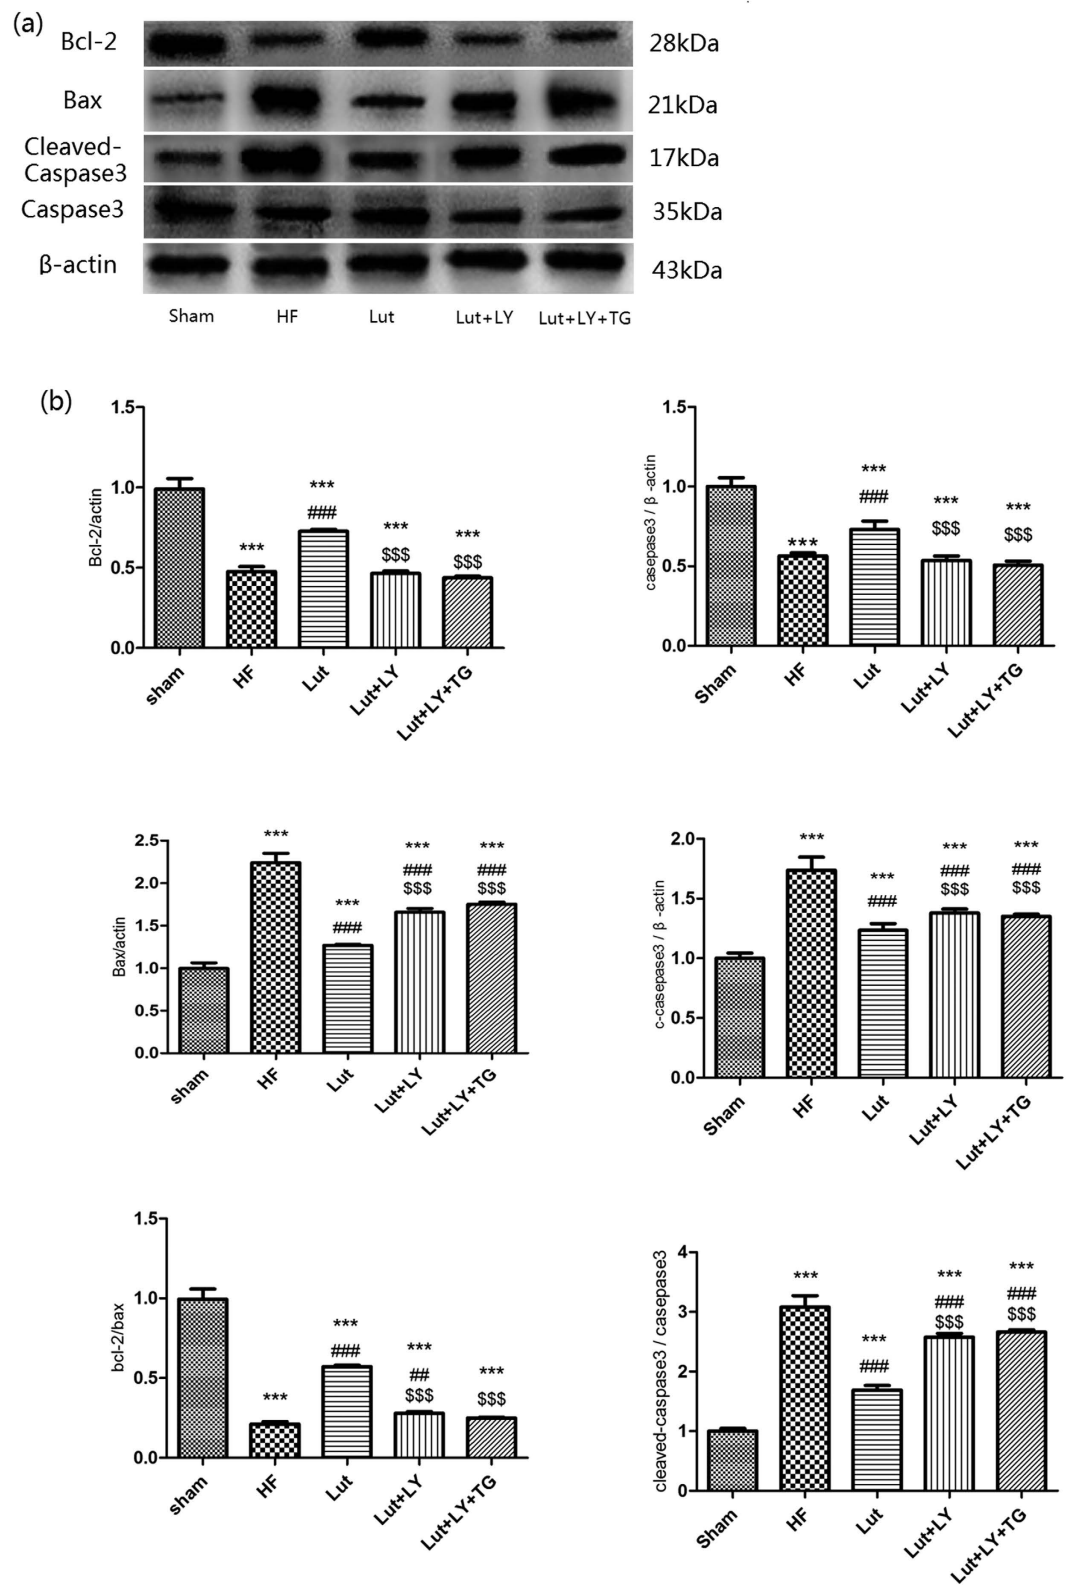 (a)
Bcl-2
28kDa
Bax
21kDa
Cleaved-
Caspase3
17kDa
Caspase3
35kDa
β-actin
43kDa
Sham HF Lut Lut+LY Lut+LY+TG
(b)
Bcl-2/actin
1.5
1.0
0.5
0.0
***
***
###
***
$$$
***
$$$
sham HF Lut Lut+LY Lut+LY+TG
casepase3 / β -actin
1.5
1.0
0.5
0.0
***
***
###
***
$$$
***
$$$
Sham HF Lut Lut+LY Lut+LY+TG
Bax/actin
2.5
2.0
1.5
1.0
0.5
0.0
***
***
###
***
###
$$$
***
###
$$$
sham HF Lut Lut+LY Lut+LY+TG
c-casepase3 / β -actin
2.0
1.5
1.0
0.5
0.0
***
***
###
***
###
$$$
***
###
$$$
Sham HF Lut Lut+LY Lut+LY+TG
bcl-2/bax
1.5
1.0
0.5
0.0
***
***
###
***
##
$$$
***
$$$
sham HF Lut Lut+LY Lut+LY+TG
cleaved-caspase3 / casepase3
4
3
2
1
0
***
***
###
***
###
$$$
***
###
$$$
Sham HF Lut Lut+LY Lut+LY+TG